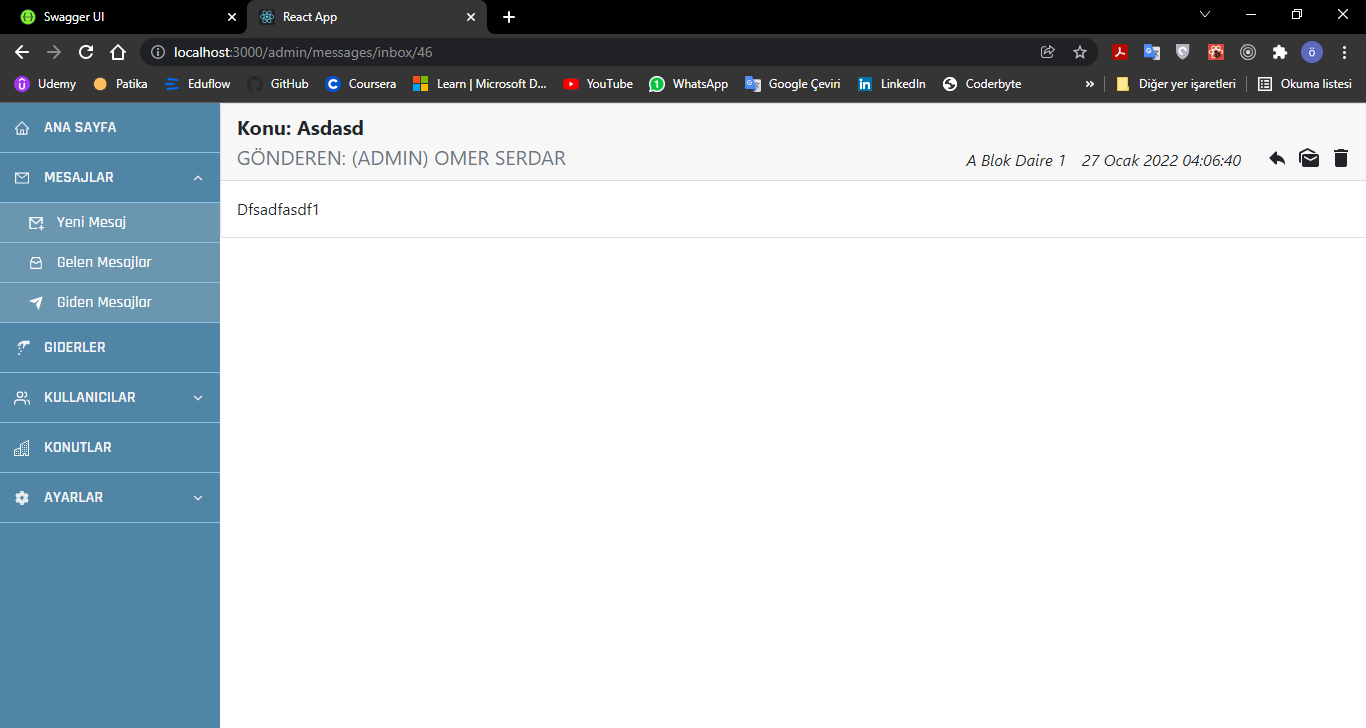 Swagger UI
React App
localhost:3000/admin/messages/inbox/46
ö
Udemy Patika Eduflow GitHub Coursera Learn | Microsoft D... YouTube WhatsApp Google Çeviri LinkedIn Coderbyte » Diğer yer işaretleri Okuma listesi
ANA SAYFA
MESAJLAR
Yeni Mesaj
Gelen Mesajlar
Giden Mesajlar
GIDERLER
KULLANICILAR
KONUTLAR
AYARLAR
Konu: Asdasd
GÖNDEREN: (ADMIN) OMER SERDAR
A Blok Daire 1 27 Ocak 2022 04:06:40
Dfsadfasdf1